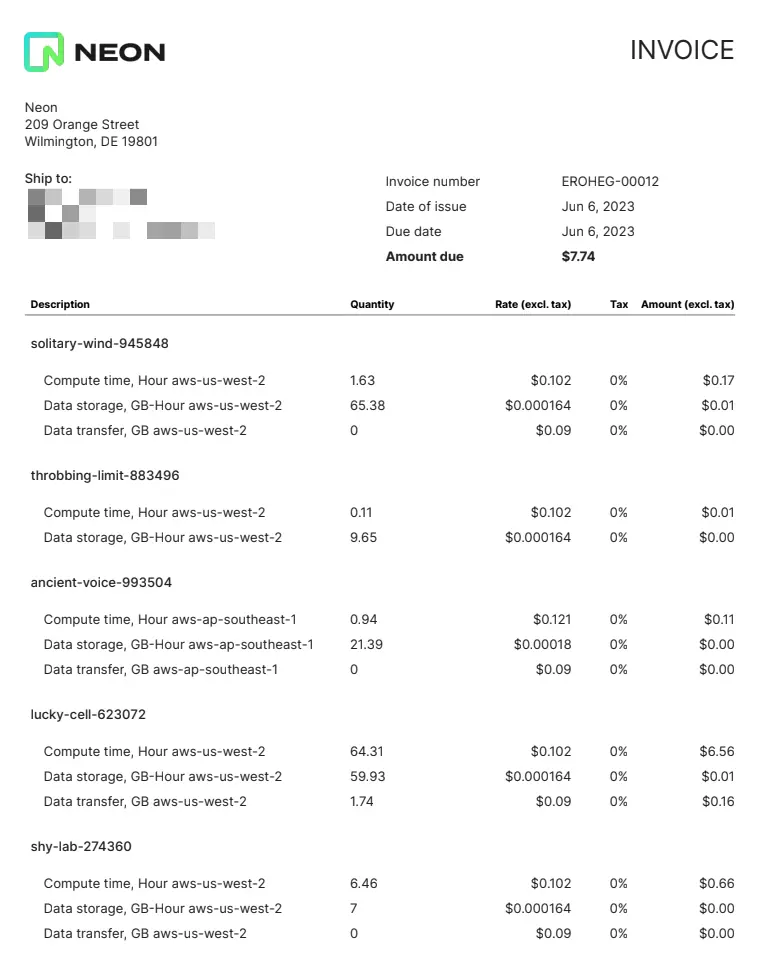 NEON
INVOICE
Neon
209 Orange Street
Wilmington, DE 19801
Ship to:
Invoice number EROHEG-00012
Date of issue Jun 6, 2023
Due date Jun 6, 2023
Amount due $7.74
Description Quantity Rate (excl. tax) Tax Amount (excl. tax)
solitary-wind-945848
Compute time, Hour aws-us-west-2 1.63 $0.102 0% $0.17
Data storage, GB-Hour aws-us-west-2 65.38 $0.000164 0% $0.01
Data transfer, GB aws-us-west-2 0 $0.09 0% $0.00
throbbing-limit-883496
Compute time, Hour aws-us-west-2 0.11 $0.102 0% $0.01
Data storage, GB-Hour aws-us-west-2 9.65 $0.000164 0% $0.00
ancient-voice-993504
Compute time, Hour aws-ap-southeast-1 0.94 $0.121 0% $0.11
Data storage, GB-Hour aws-ap-southeast-1 21.39 $0.00018 0% $0.00
Data transfer, GB aws-ap-southeast-1 0 $0.09 0% $0.00
lucky-cell-623072
Compute time, Hour aws-us-west-2 64.31 $0.102 0% $6.56
Data storage, GB-Hour aws-us-west-2 59.93 $0.000164 0% $0.01
Data transfer, GB aws-us-west-2 1.74 $0.09 0% $0.16
shy-lab-274360
Compute time, Hour aws-us-west-2 6.46 $0.102 0% $0.66
Data storage, GB-Hour aws-us-west-2 7 $0.000164 0% $0.00
Data transfer, GB aws-us-west-2 0 $0.09 0% $0.00